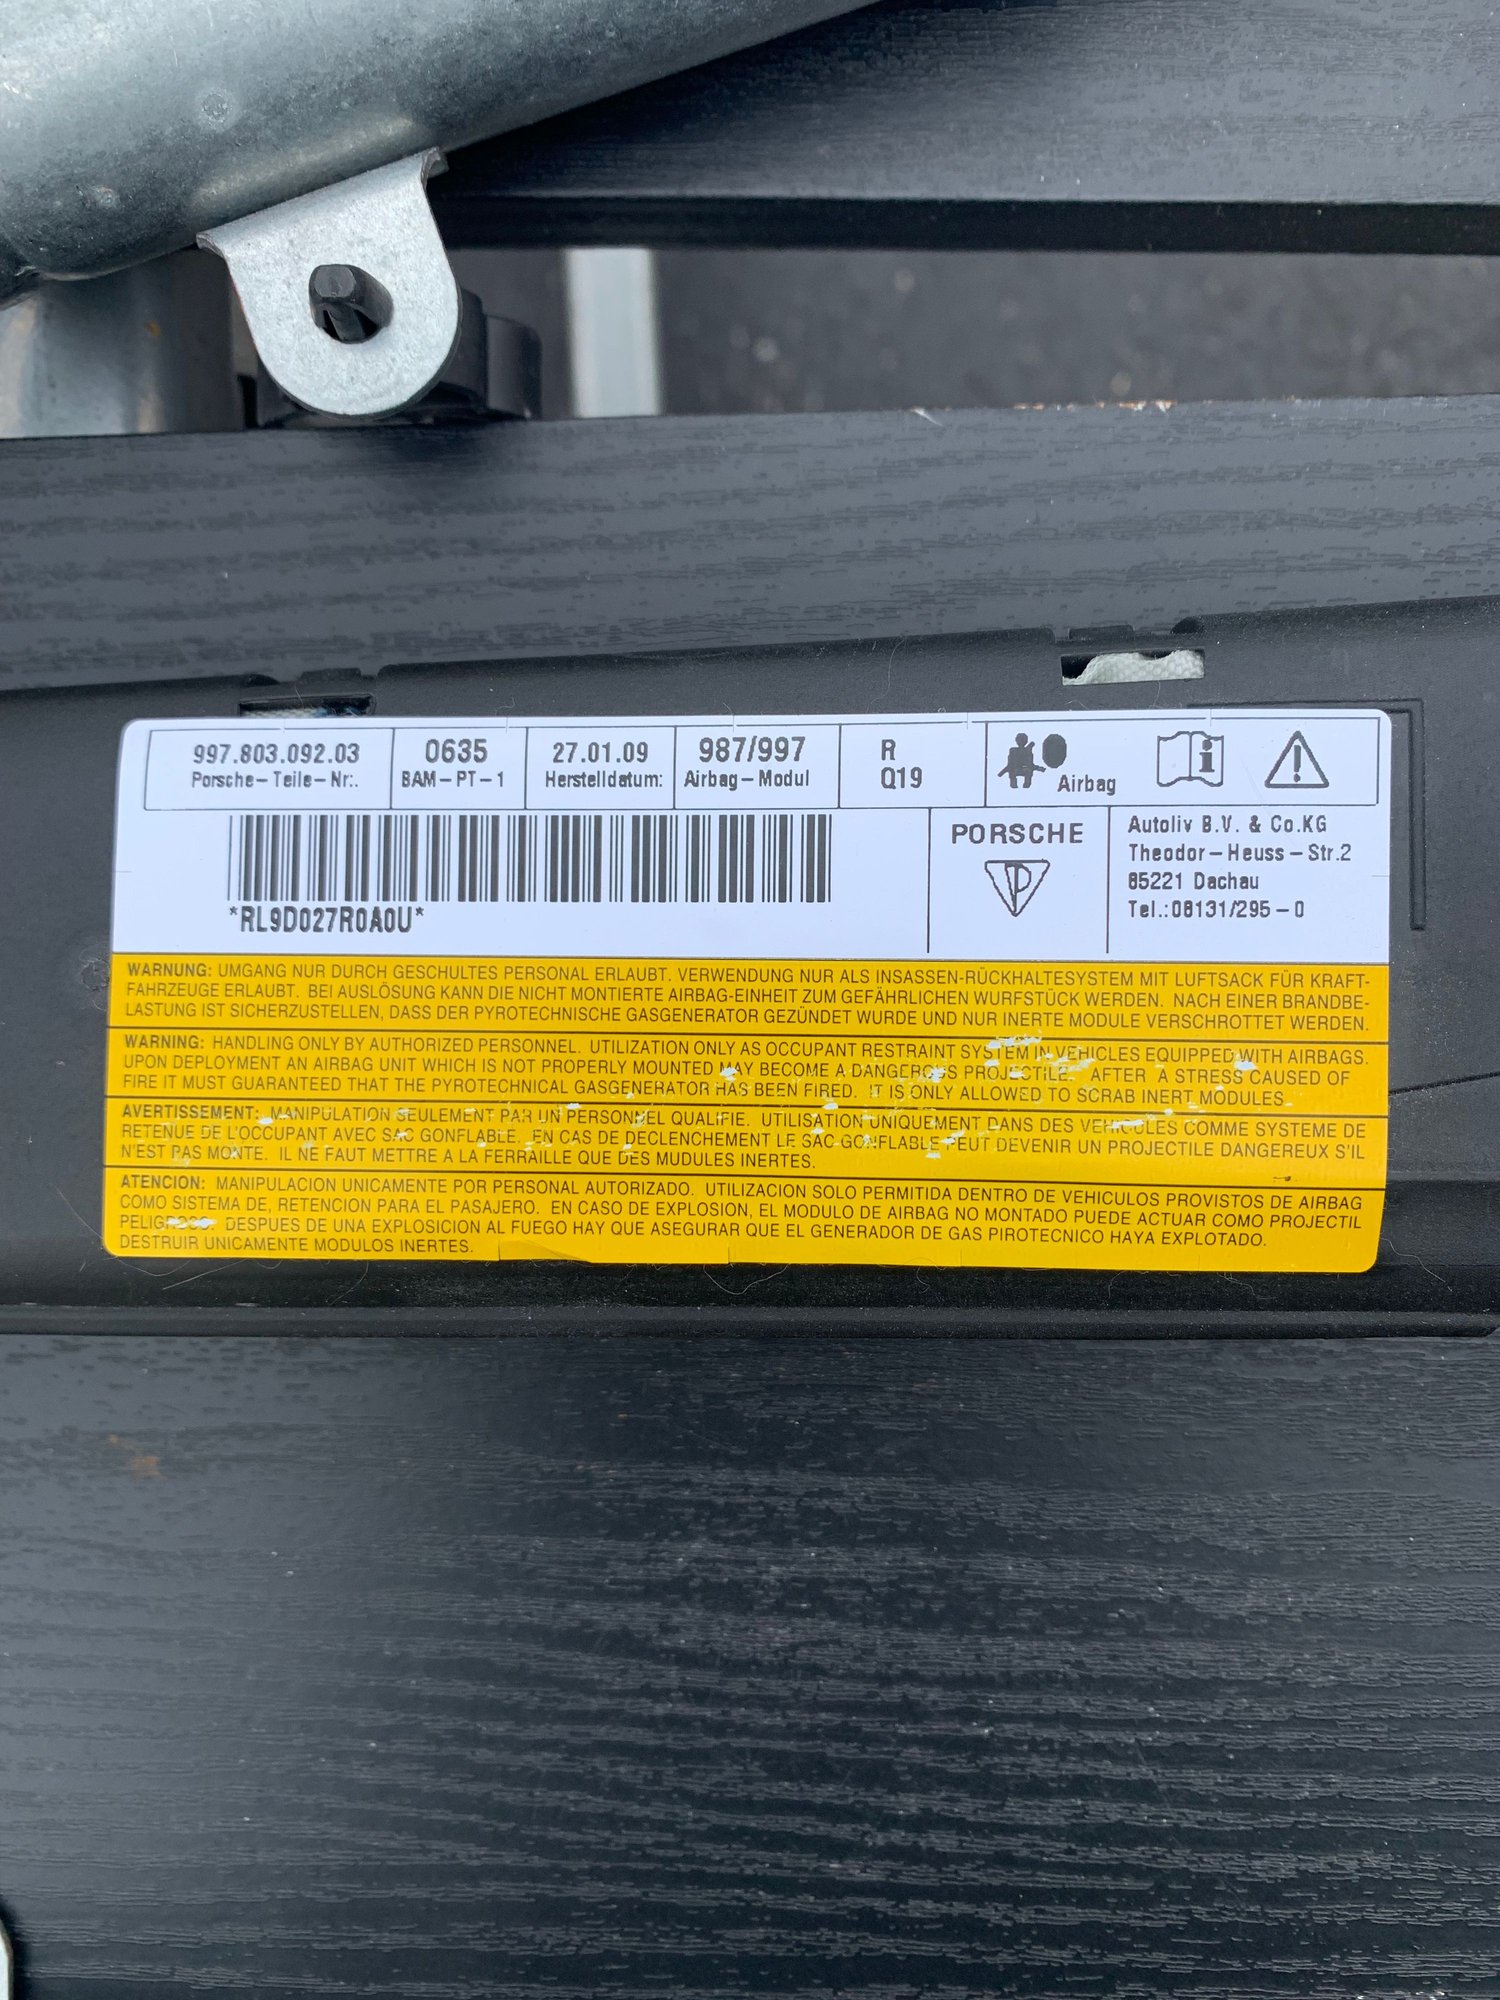 997.803.092.03
Porsche-Teile-Nr:.
0635
BAM-PT-1
27.01.09
Herstelldatum:
987/997
Airbag-Modul
R
Q19
Airbag
*RL9D027R0A0U*
PORSCHE
Autoliv B.V. & Co.KG
Theodor-Heuss-Str.2
85221 Dachau
Tel.:08131/295-0
WARNUNG: UMGANG NUR DURCH GESCHULTES PERSONAL ERLAUBT. VERWENDUNG NUR ALS INSASSEN-RÜCKHALTESYSTEM MIT LUFTSACK FÜR KRAFT-
FAHRZEUGE ERLAUBT. BEI AUSLÖSUNG KANN DIE NICHT MONTIERTE AIRBAG-EINHEIT ZUM GEFÄHRLICHEN WURFSTÜCK WERDEN. NACH EINER BRANDBE-
LASTUNG IST SICHERZUSTELLEN, DASS DER PYROTECHNISCHE GASGENERATOR GEZÜNDET WURDE UND NUR INERTE MODULE VERSCHROTTET WERDEN.
WARNING: HANDLING ONLY BY AUTHORIZED PERSONNEL. UTILIZATION ONLY AS OCCUPANT RESTRAINT SYSTEM IN VEHICLES EQUIPPED WITH AIRBAGS.
UPON DEPLOYMENT AN AIRBAG UNIT WHICH IS NOT PROPERLY MOUNTED MAY BECOME A DANGEROUS PROJECTILE. AFTER A STRESS CAUSED OF
FIRE IT MUST GUARANTEED THAT THE PYROTECHNICAL GASGENERATOR HAS BEEN FIRED. IT IS ONLY ALLOWED TO SCRAB INERT MODULES
AVERTISSEMENT: MANIPULATION SEULEMENT PAR UN PERSONNEL QUALIFIE. UTILISATION UNIQUEMENT DANS DES VEHICULES COMME SYSTEME DE
RETENUE DE L'OCCUPANT AVEC SAC GONFLABLE. EN CAS DE DECLENCHEMENT LE SAC GONFLABLE PEUT DEVENIR UN PROJECTILE DANGEREUX S'IL
N'EST PAS MONTE. IL NE FAUT METTRE A LA FERRAILLE QUE DES MUDULES INERTES.
ATENCION: MANIPULACION UNICAMENTE POR PERSONAL AUTORIZADO. UTILIZACION SOLO PERMITIDA DENTRO DE VEHICULOS PROVISTOS DE AIRBAG
COMO SISTEMA DE, RETENCION PARA EL PASAJERO. EN CASO DE EXPLOSION, EL MODULO DE AIRBAG NO MONTADO PUEDE ACTUAR COMO PROJECTIL
PELIGROSO. DESPUES DE UNA EXPLOSICION AL FUEGO HAY QUE ASEGURAR QUE EL GENERADOR DE GAS PIROTECNICO HAYA EXPLOTADO.
DESTRUIR UNICAMENTE MODULOS INERTES.